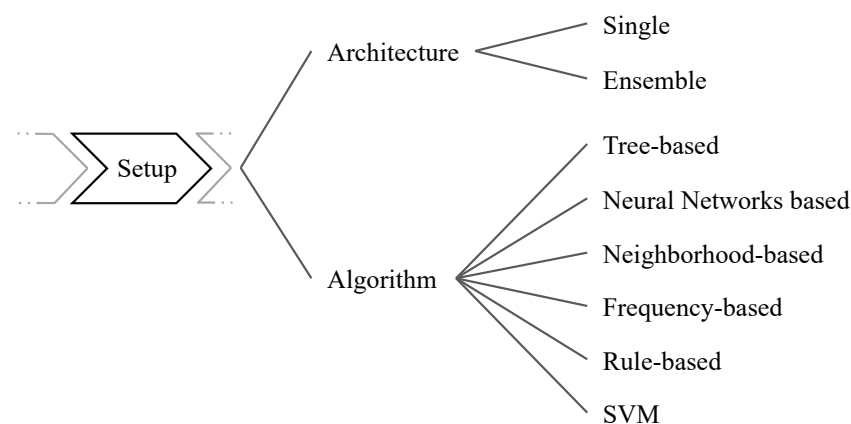 Setup
Architecture
Single
Ensemble
Algorithm
Tree-based
Neural Networks based
Neighborhood-based
Frequency-based
Rule-based
SVM